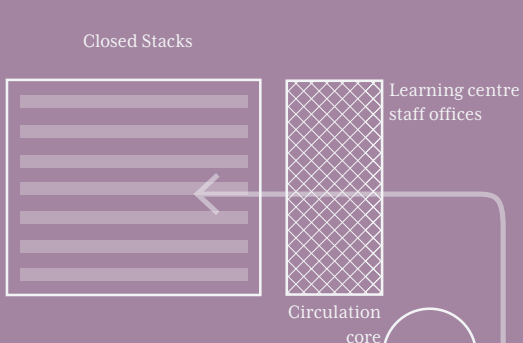 Closed Stacks
Learning centre
staff offices
Circulation
core